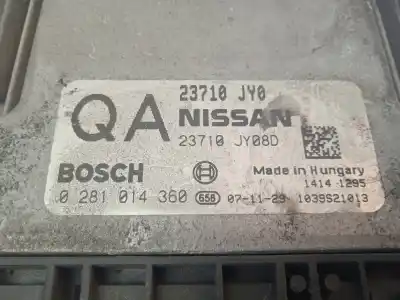 23710 JY0
QA NISSAN
23710 JY08D
BOSCH Made in Hungary
1414 1295
0 281 014 360 656 07-11-29 1039S21013